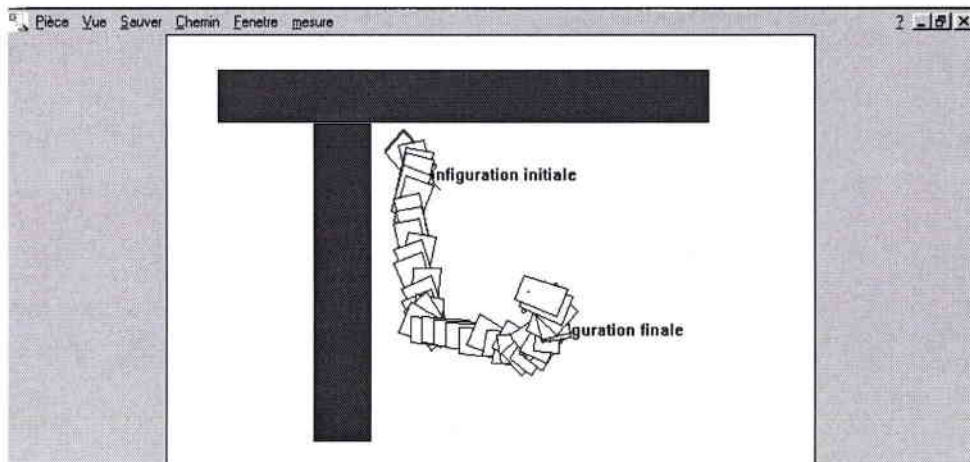 Pièce Vue Sauver Chemin Fenetre mesure ?
nfiguration initiale
guration finale